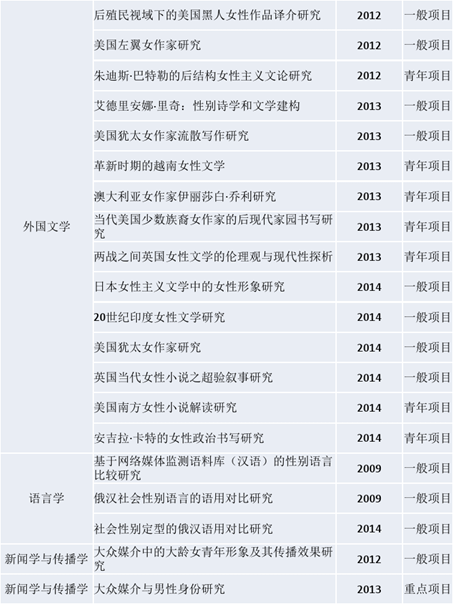 后殖民视域下的美国黑人女性作品译介研究 2012 一般项目
美国左翼女作家研究 2012 一般项目
朱迪斯·巴特勒的后结构女性主义文论研究 2012 青年项目
艾德里安娜·里奇：性别诗学和文学建构 2013 一般项目
美国犹太女作家流散写作研究 2013 一般项目
革新时期的越南女性文学 2013 青年项目
澳大利亚女作家伊丽莎白·乔利研究 2013 青年项目
外国文学
当代美国少数族裔女作家的后现代家园书写研
究 2013 青年项目
两战之间英国女性文学的伦理观与现代性探析 2013 青年项目
日本女性主义文学中的女性形象研究 2014 一般项目
20世纪印度女性文学研究 2014 一般项目
美国犹太女作家研究 2014 一般项目
英国当代女性小说之超验叙事研究 2014 一般项目
美国南方女性小说解读研究 2014 青年项目
安吉拉·卡特的女性政治书写研究 2014 青年项目
语言学
基于网络媒体监测语料库（汉语）的性别语言
比较研究 2009 一般项目
俄汉社会性别语言的语用对比研究 2009 一般项目
社会性别定型的俄汉语用对比研究 2014 一般项目
新闻学与传播学 大众媒介中的大龄女青年形象及其传播效果研
究 2012 一般项目
新闻学与传播学 大众媒介与男性身份研究 2013 重点项目